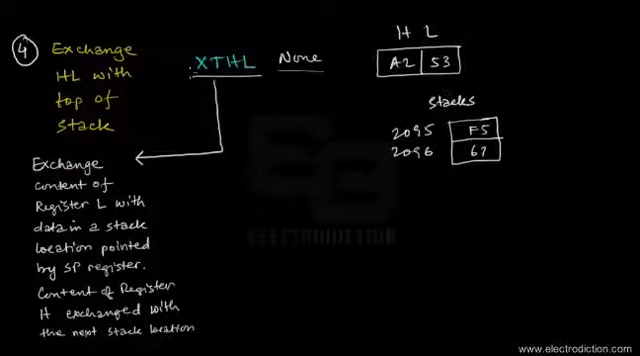 4
Exchange
HL with
top of
stack
XTHL None
H L
A2 53
Stacks
2095 F5
2096 67
Exchange
content of
Register L with
data in a stack
location pointed
by SP register.
Content of Register
H exchanged with
the next stack location
ELECTRODICTION
www.electrodiction.com